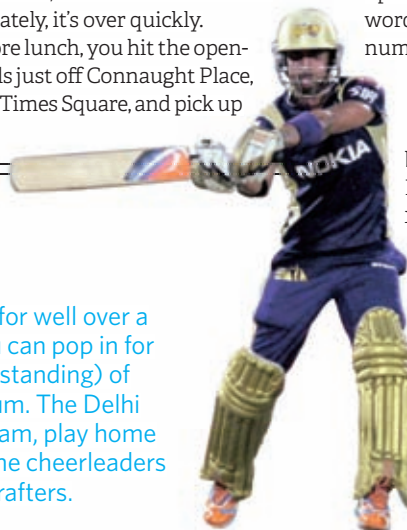 ately, it's over quickly.
ore lunch, you hit the open-
ls just off Connaught Place,
Times Square, and pick up
word
num
NOKIA
for well over a
can pop in for
standing) of
um. The Delhi
am, play home
he cheerleaders
rafters.